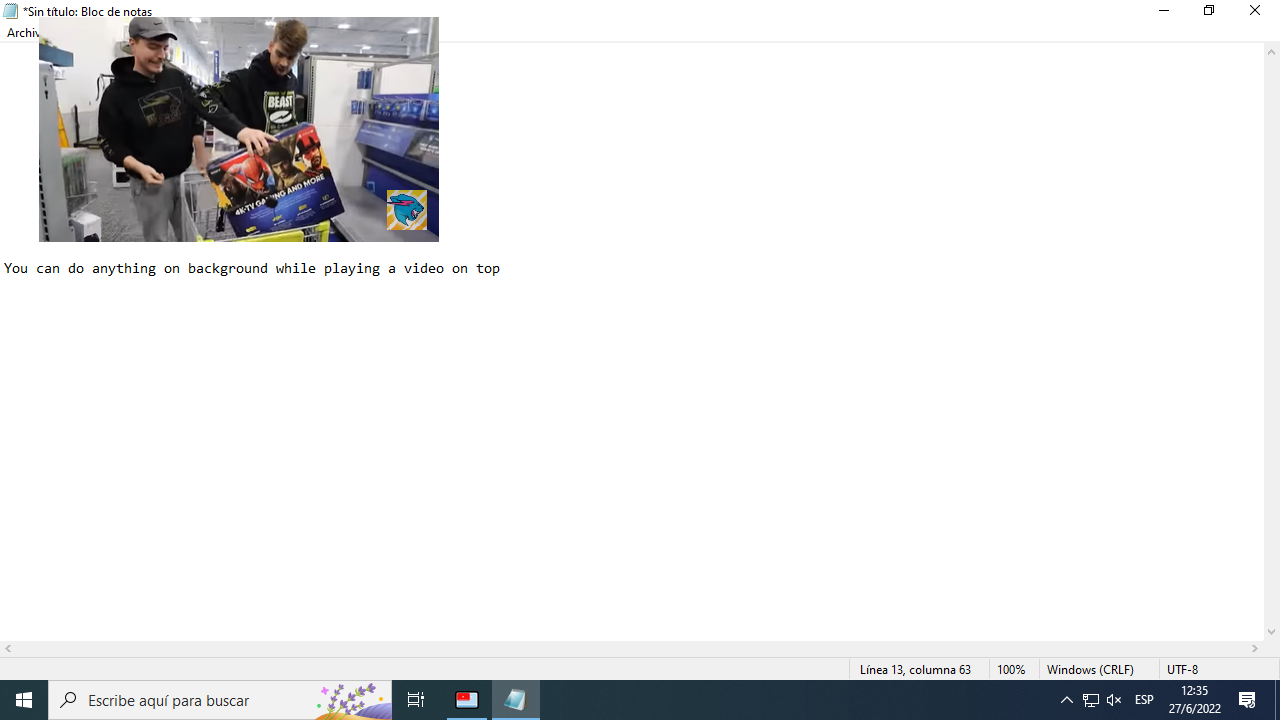 *Sin título: Bloc de notas
Archiv
BEAST
4K-TV GAMING AND MORE
You can do anything on background while playing a video on top
Línea 13, columna 63
100%
Windows (CRLF)
UTF-8
Escribe aquí para buscar
ESP
12:35
27/6/2022